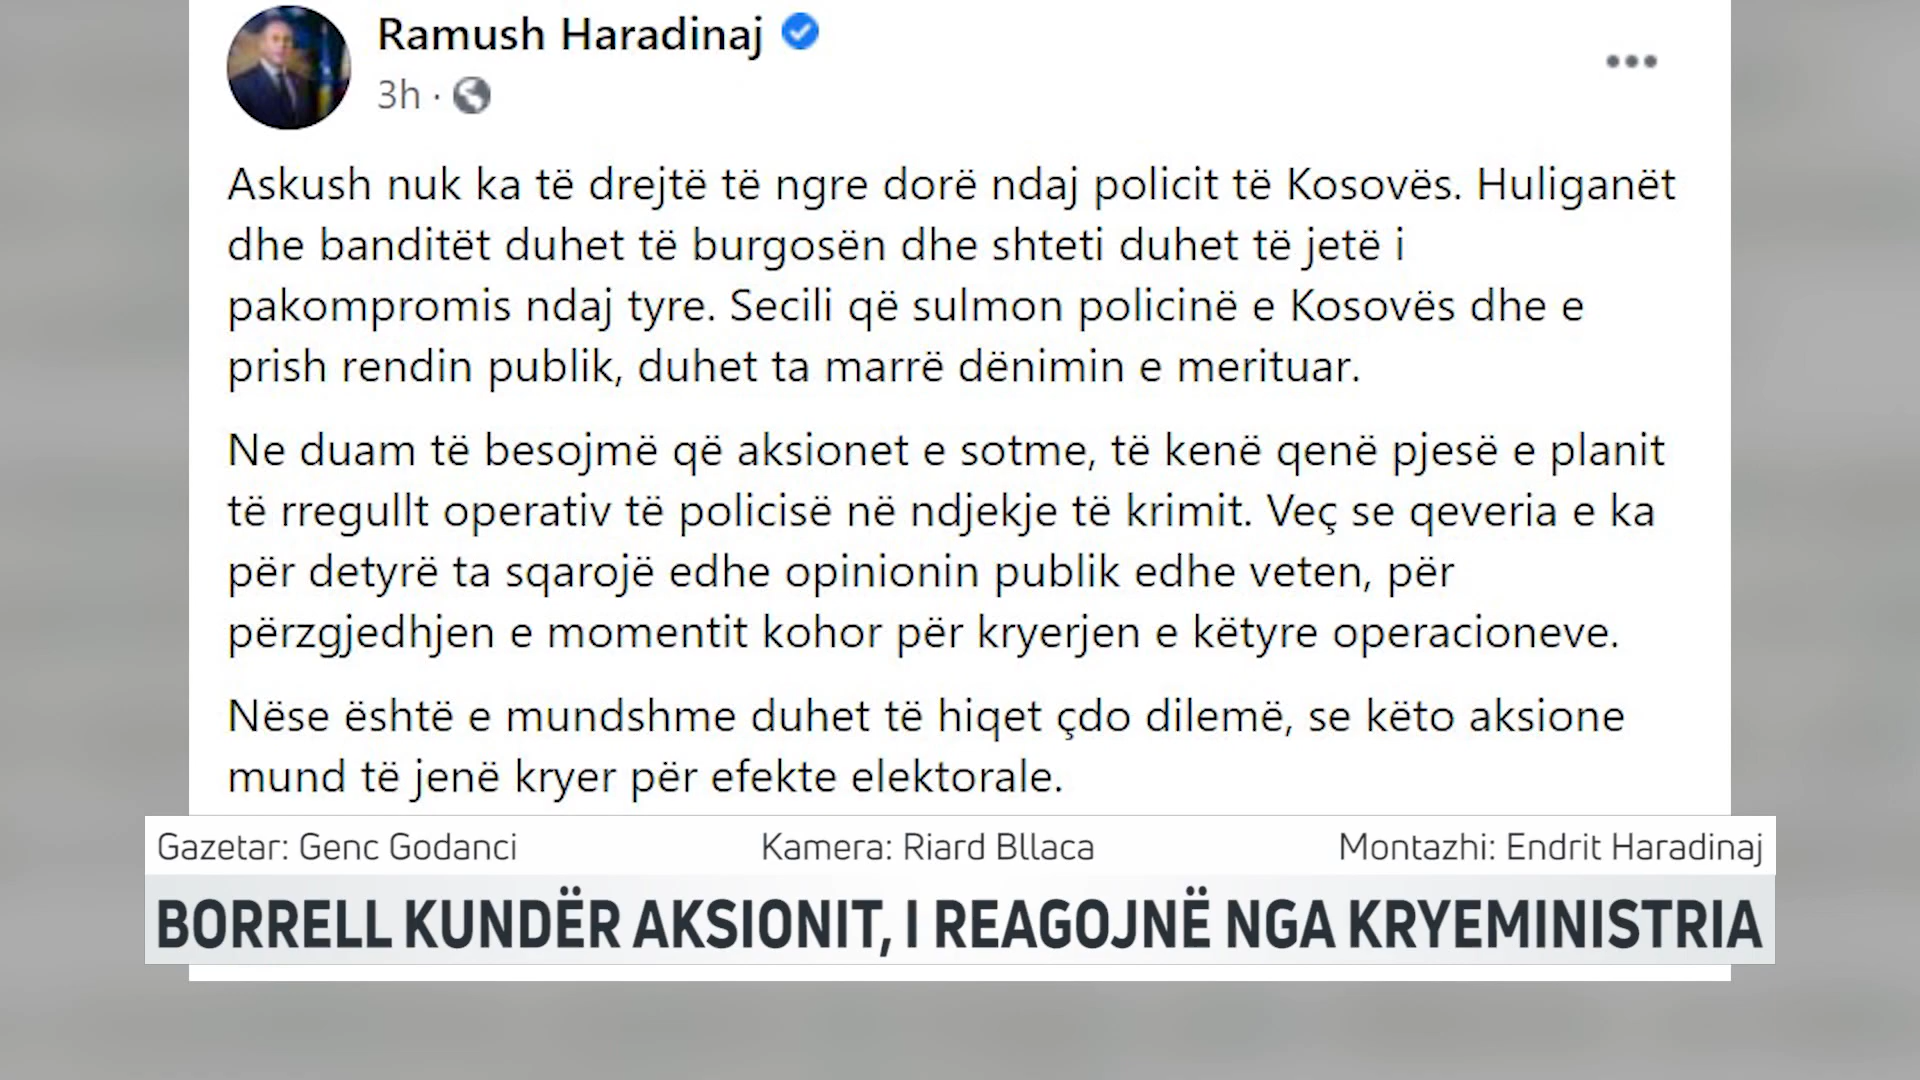 Ramush Haradinaj
3h ·
Askush nuk ka të drejtë të ngre dorë ndaj policit të Kosovës. Huliganët
dhe banditët duhet të burgosën dhe shteti duhet të jetë i
pakompromis ndaj tyre. Secili që sulmon policinë e Kosovës dhe e
prish rendin publik, duhet ta marrë dënimin e merituar.
Ne duam të besojmë që aksionet e sotme, të kenë qenë pjesë e planit
të rregullt operativ të policisë në ndjekje të krimit. Veç se qeveria e ka
për detyrë ta sqarojë edhe opinionin publik edhe veten, për
përzgjedhjen e momentit kohor për kryerjen e këtyre operacioneve.
Nëse është e mundshme duhet të hiqet çdo dilemë, se këto aksione
mund të jenë kryer për efekte elektorale.
Gazetar: Genc Godanci Kamera: Riard Bllaca Montazhi: Endrit Haradinaj
BORRELL KUNDËR AKSIONIT, I REAGOJNË NGA KRYEMINISTRIA